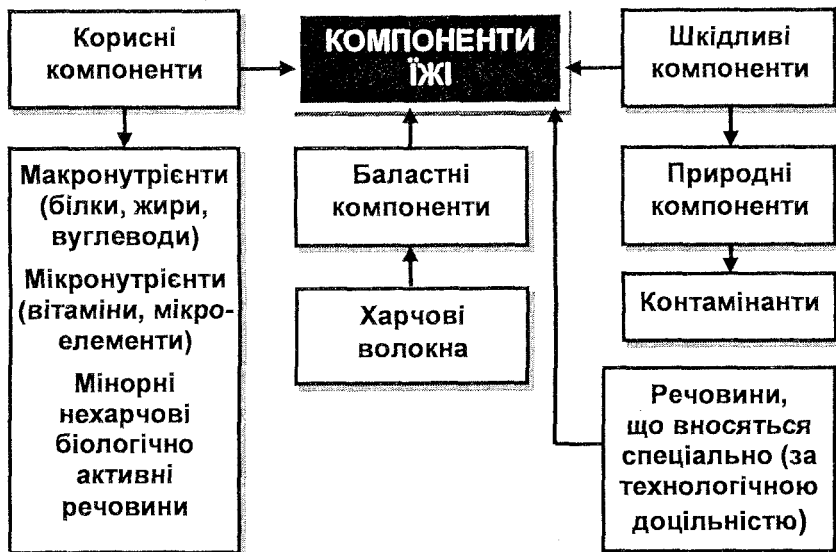 Корисні
компоненти
КОМПОНЕНТИ
ЇЖІ
Шкідливі
компоненти
Макронутрієнти
(білки, жири,
вуглеводи)
Мікронутрієнти
(вітаміни, мікро-
елементи)
Мінорні
нехарчові
біологічно
активні
речовини
Баластні
компоненти
Харчові
волокна
Природні
компоненти
Контамінанти
Речовини,
що вносяться
спеціально (за
технологічною
доцільністю)